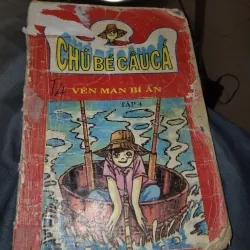 CHÚ BÉ CÂU CÁ
VÉN MÀN BÍ ẨN
TẬP 4